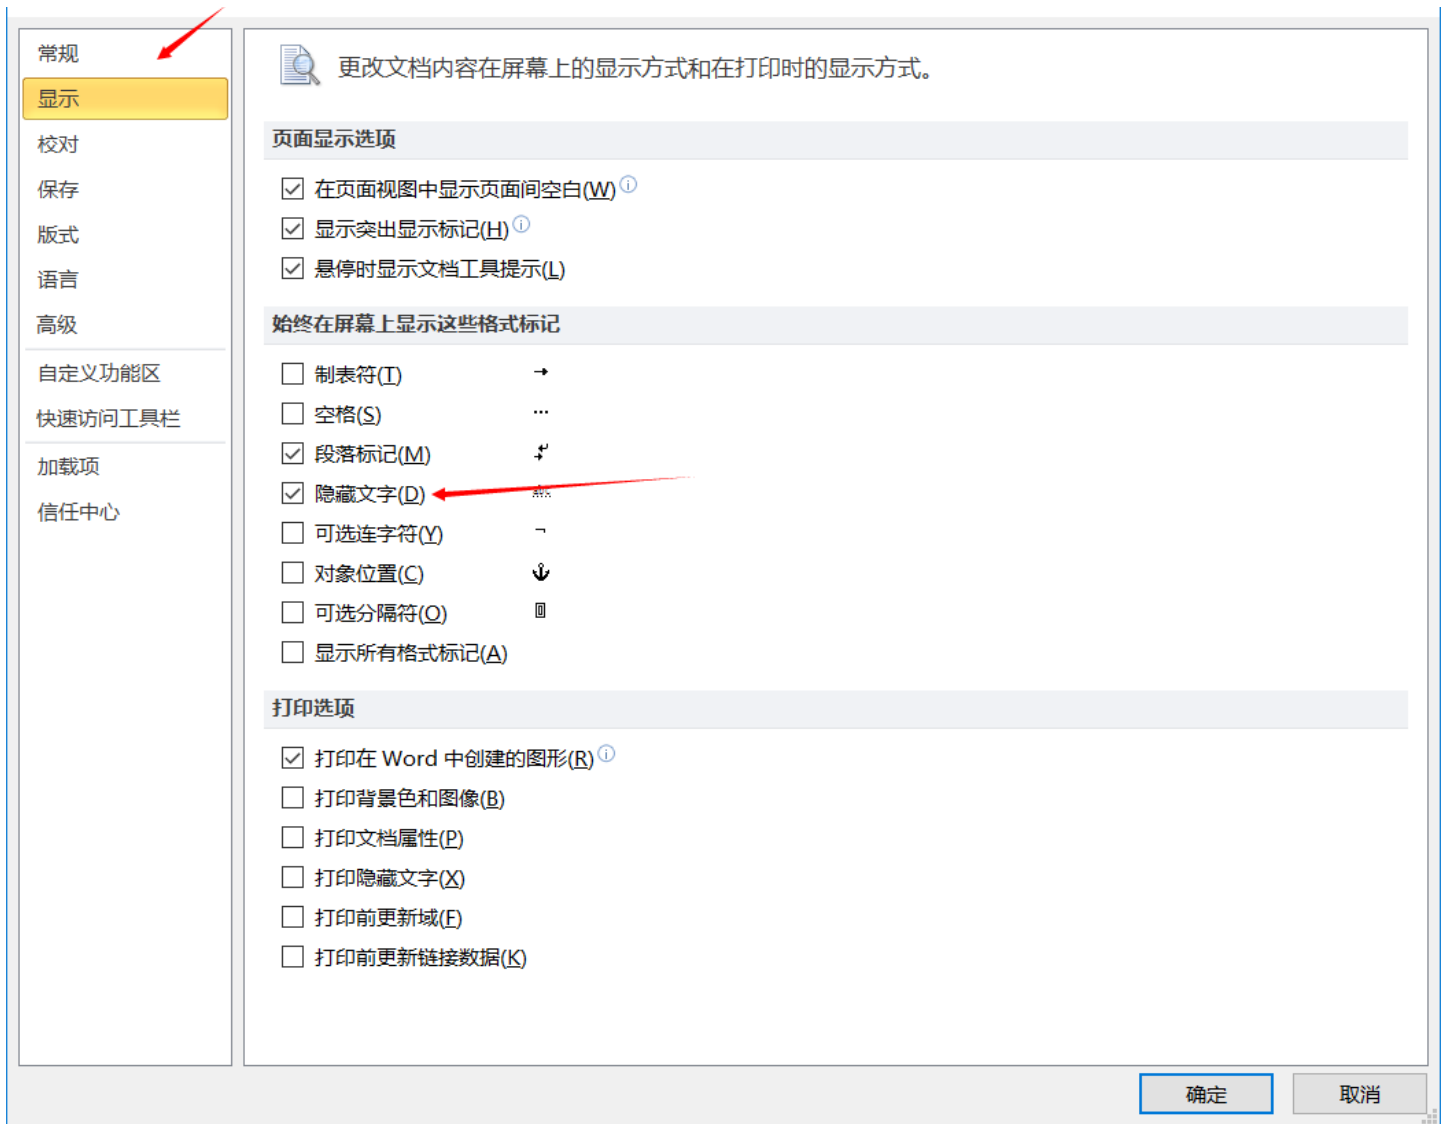 常规
显示
校对
保存
版式
语言
高级
自定义功能区
快速访问工具栏
加载项
信任中心
更改文档内容在屏幕上的显示方式和在打印时的显示方式。
页面显示选项
在页面视图中显示页面间空白(W)
显示突出显示标记(H)
悬停时显示文档工具提示(L)
始终在屏幕上显示这些格式标记
制表符(T)
空格(S)
段落标记(M)
隐藏文字(D)
可选连字符(Y)
对象位置(C)
可选分隔符(O)
显示所有格式标记(A)
打印选项
打印在 Word 中创建的图形(R)
打印背景色和图像(B)
打印文档属性(P)
打印隐藏文字(X)
打印前更新域(F)
打印前更新链接数据(K)
确定
取消